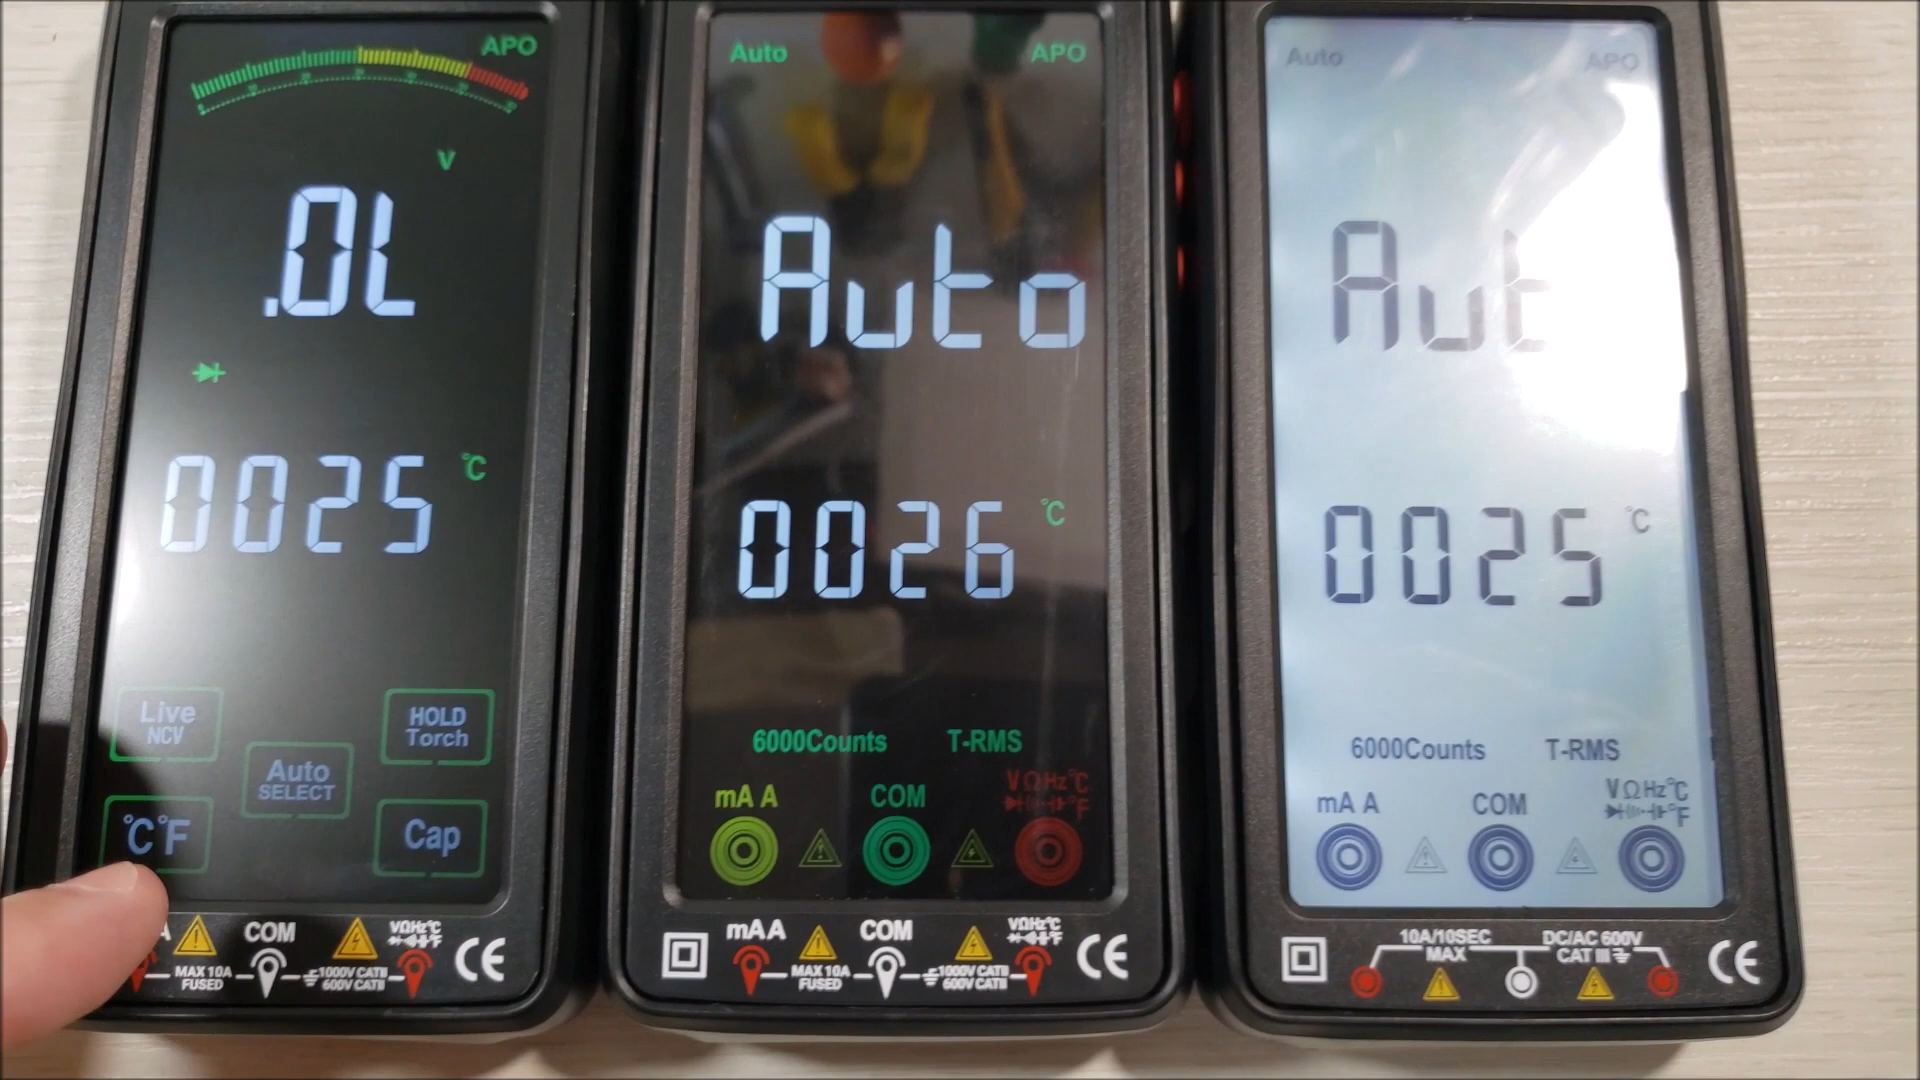 APO
V
.0L
0025 °C
Live
NCV
HOLD
Torch
Auto
SELECT
°C°F
Cap
COM
VΩHz°C
°F
MAX 10A
FUSED
1000V CATII
600V CATIII
CE
Auto APO
Auto
0026 °C
6000Counts T-RMS
mA A COM VΩHz°C
°F
mA A COM VΩHz°C
°F
MAX 10A
FUSED
1000V CATII
600V CATIII
CE
Auto APO
Aut
0025 °C
6000Counts T-RMS
mA A COM VΩHz°C
°F
10A/10SEC
MAX
DC/AC 600V
CAT III
CE